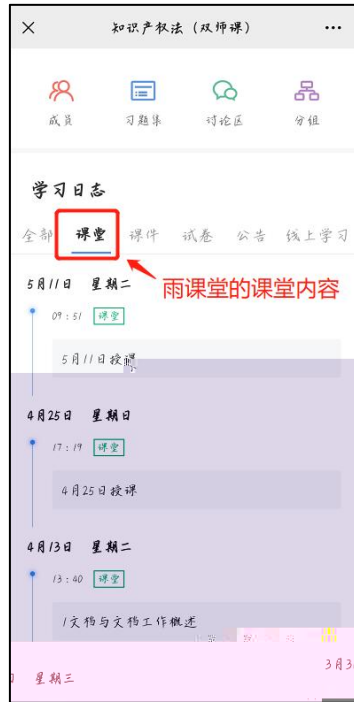 知识产权法（双师课）
成员 习题集 讨论区 分组
学习日志
全部 课堂 课件 试卷 公告 线上学习
雨课堂的课堂内容
5月11日 星期二
09:51 课堂
5月11日授课
4月25日 星期日
17:19 课堂
4月25日授课
4月13日 星期二
13:40 课堂
1文档与文档工作概述
星期三
3月3